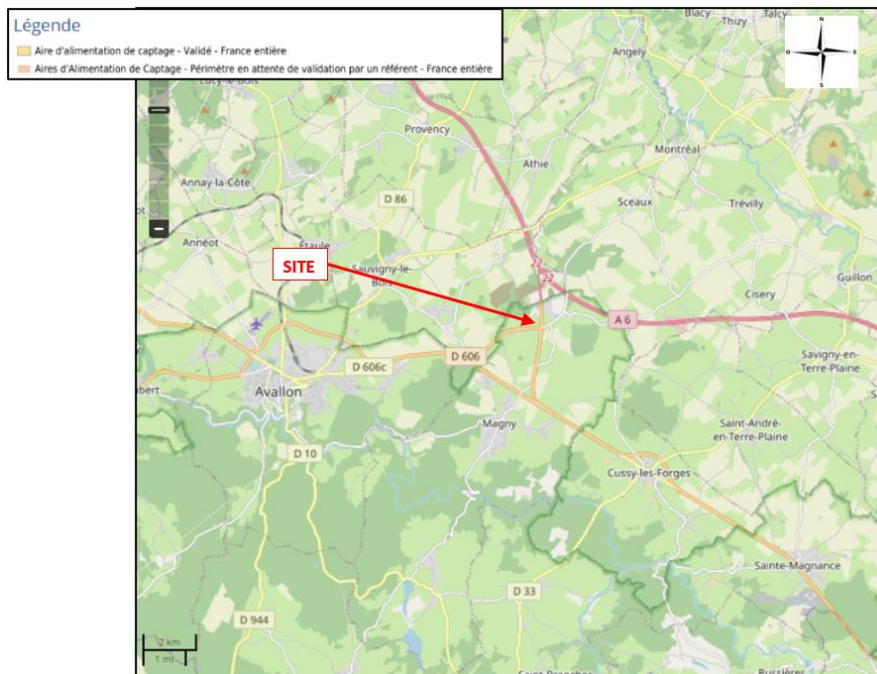 Légende
Aire d'alimentation de captage - Validé - France entière
Aires d'Alimentation de Captage - Périmètre en attente de validation par un référent - France entière
Blacy
Talcy
Thizy
N
O
E
S
Angely
Provency
Athie
Montréal
Annay-la-Côte
D 86
Sceaux
Trévilly
Annéot
Étaule
SITE
Sauvigny-le-
Bois
22
22
Guillon
Cisery
A 6
D 606
D 606c
Savigny-en-
Terre-Plaine
Avallon
Magny
Saint-André-
en-Terre-Plaine
D 10
Cussy-les-Forges
Sainte-Magnance
D 33
D 944
2 km
1 mi
Bussières